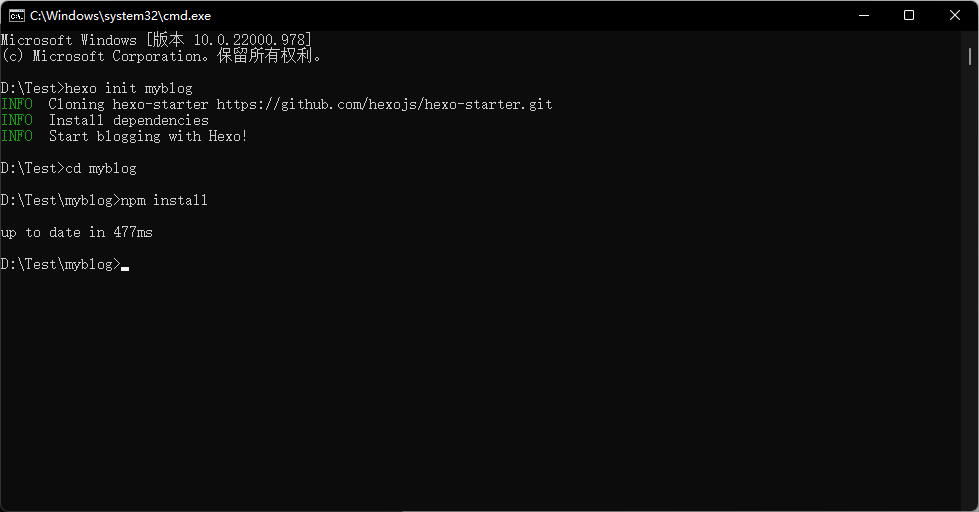 C:\Windows\system32\cmd.exe
Microsoft Windows [版本 10.0.22000.978]
(c) Microsoft Corporation。保留所有权利。
D:\Test>hexo init myblog
INFO  Cloning hexo-starter https://github.com/hexojs/hexo-starter.git
INFO  Install dependencies
INFO  Start blogging with Hexo!
D:\Test>cd myblog
D:\Test\myblog>npm install
up to date in 477ms
D:\Test\myblog>